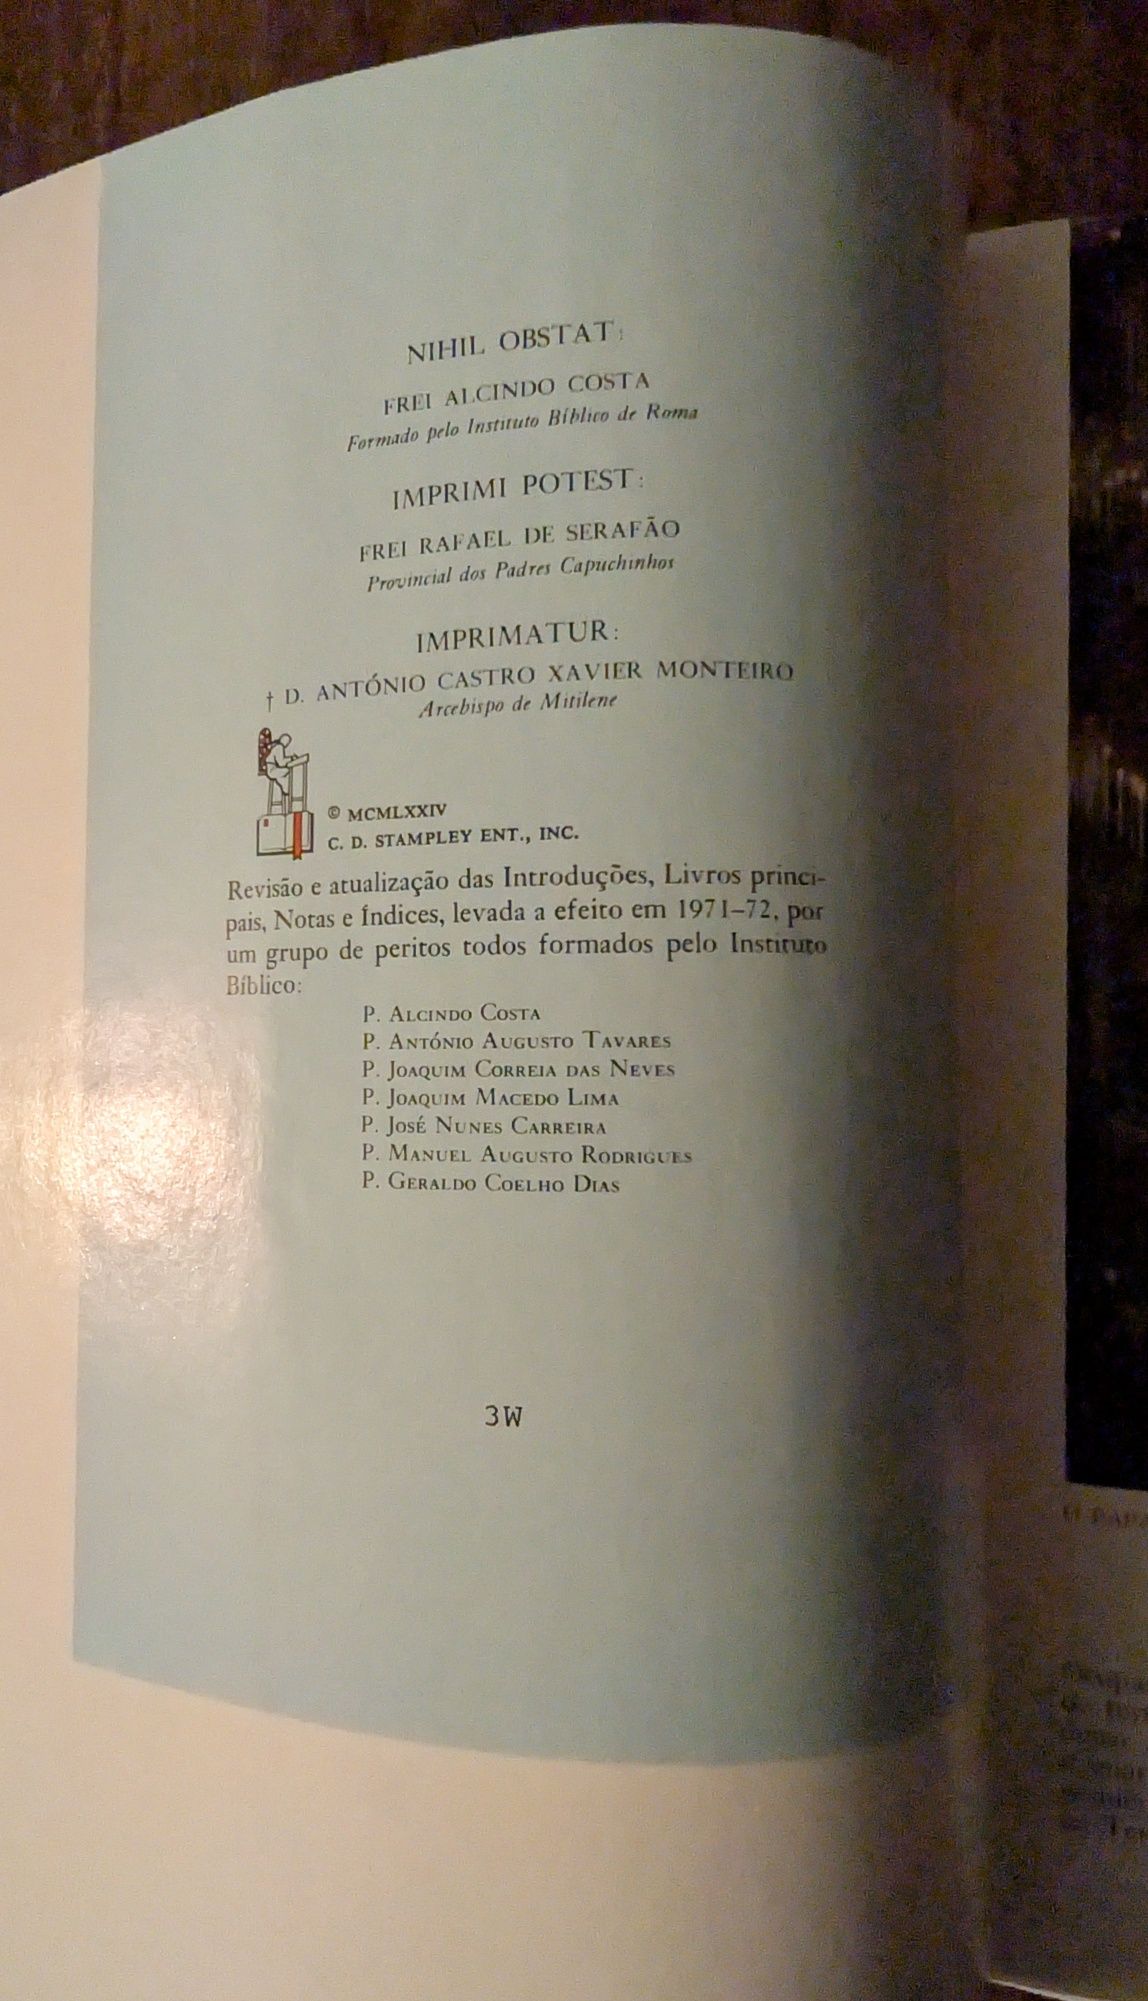 NIHIL OBSTAT:
FREI ALCINDO COSTA
Formado pelo Instituto Bíblico de Roma
IMPRIMI POTEST:
FREI RAFAEL DE SERAFÃO
Provincial dos Padres Capuchinhos
IMPRIMATUR:
† D. ANTÓNIO CASTRO XAVIER MONTEIRO
Arcebispo de Mitilene
© MCMLXXIV
C. D. STAMPLEY ENT., INC.
Revisão e atualização das Introduções, Livros princi-
pais, Notas e Índices, levada a efeito em 1971–72, por
um grupo de peritos todos formados pelo Instituto
Bíblico:
P. ALCINDO COSTA
P. ANTÓNIO AUGUSTO TAVARES
P. JOAQUIM CORREIA DAS NEVES
P. JOAQUIM MACEDO LIMA
P. JOSÉ NUNES CARREIRA
P. MANUEL AUGUSTO RODRIGUES
P. GERALDO COELHO DIAS
3W